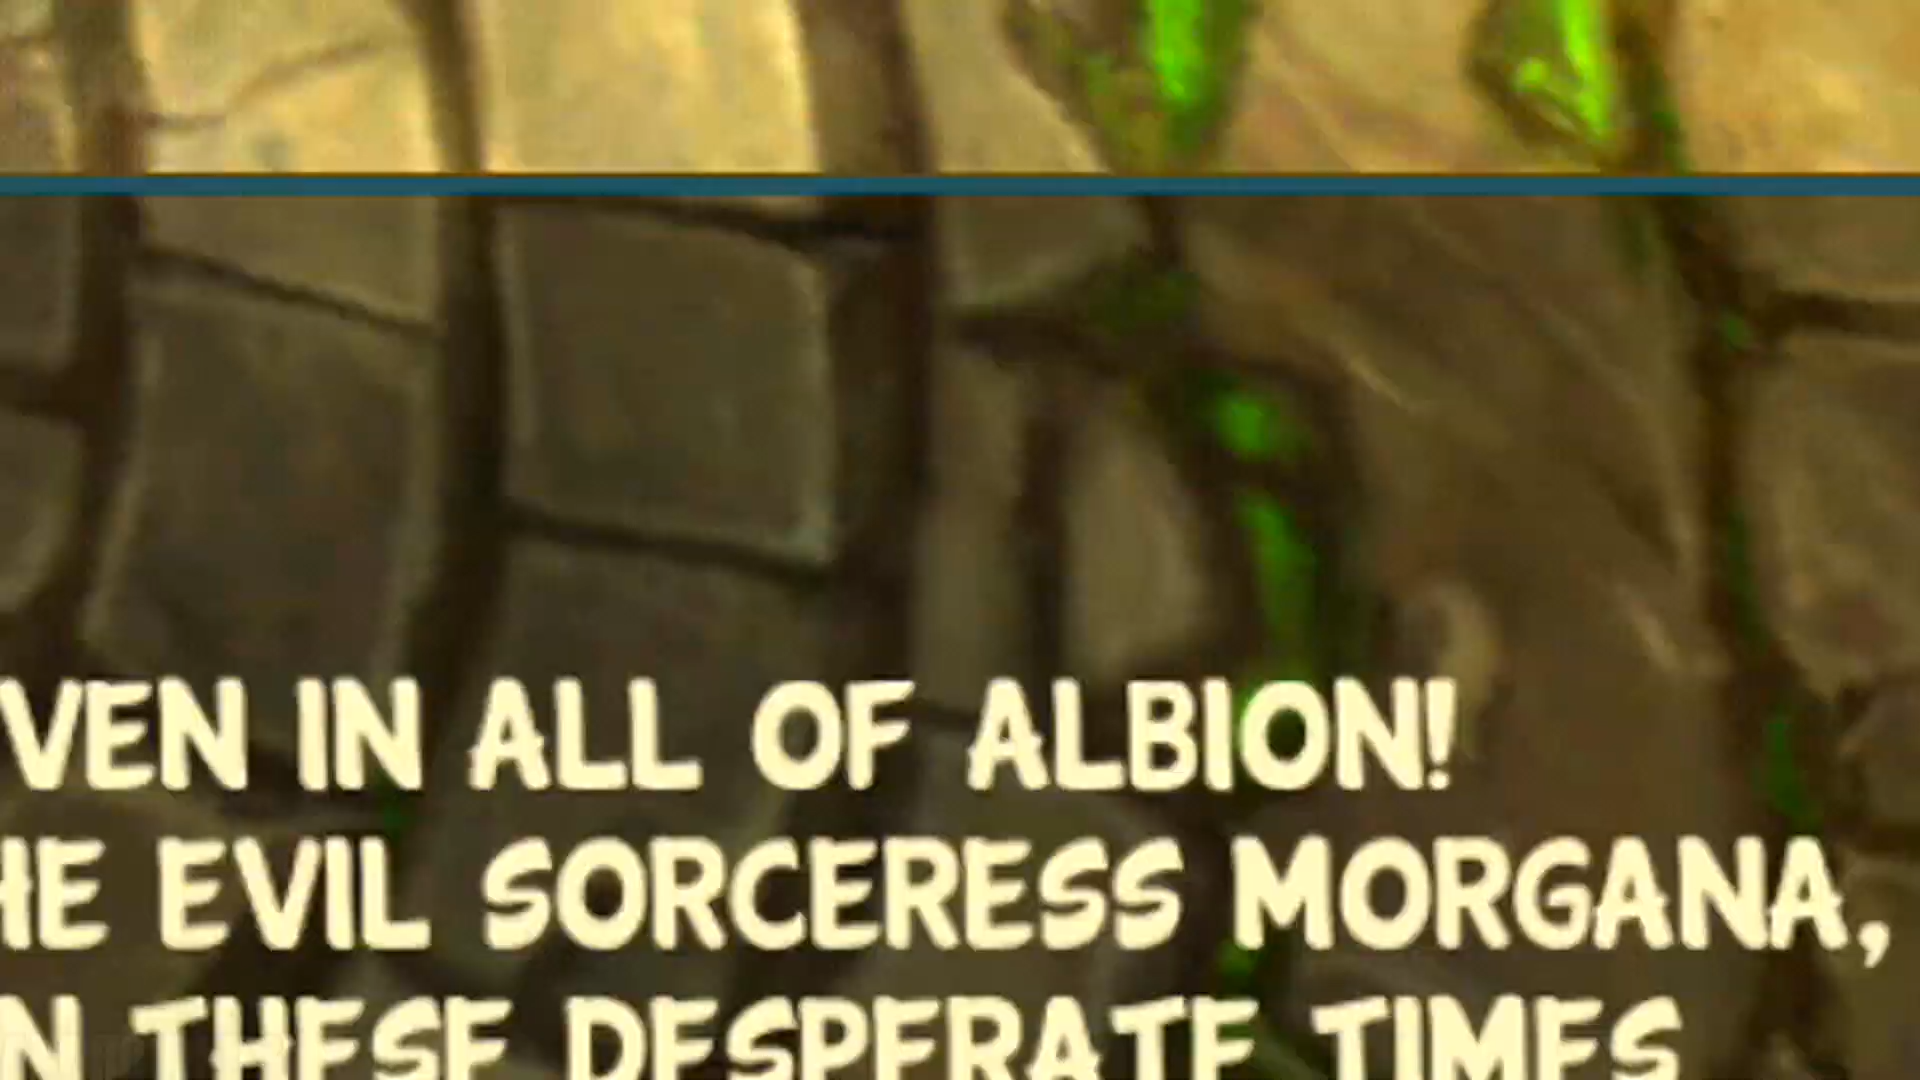 VEN IN ALL OF ALBION!
HE EVIL SORCERESS MORGANA,
N THESE DESPERATE TIMES